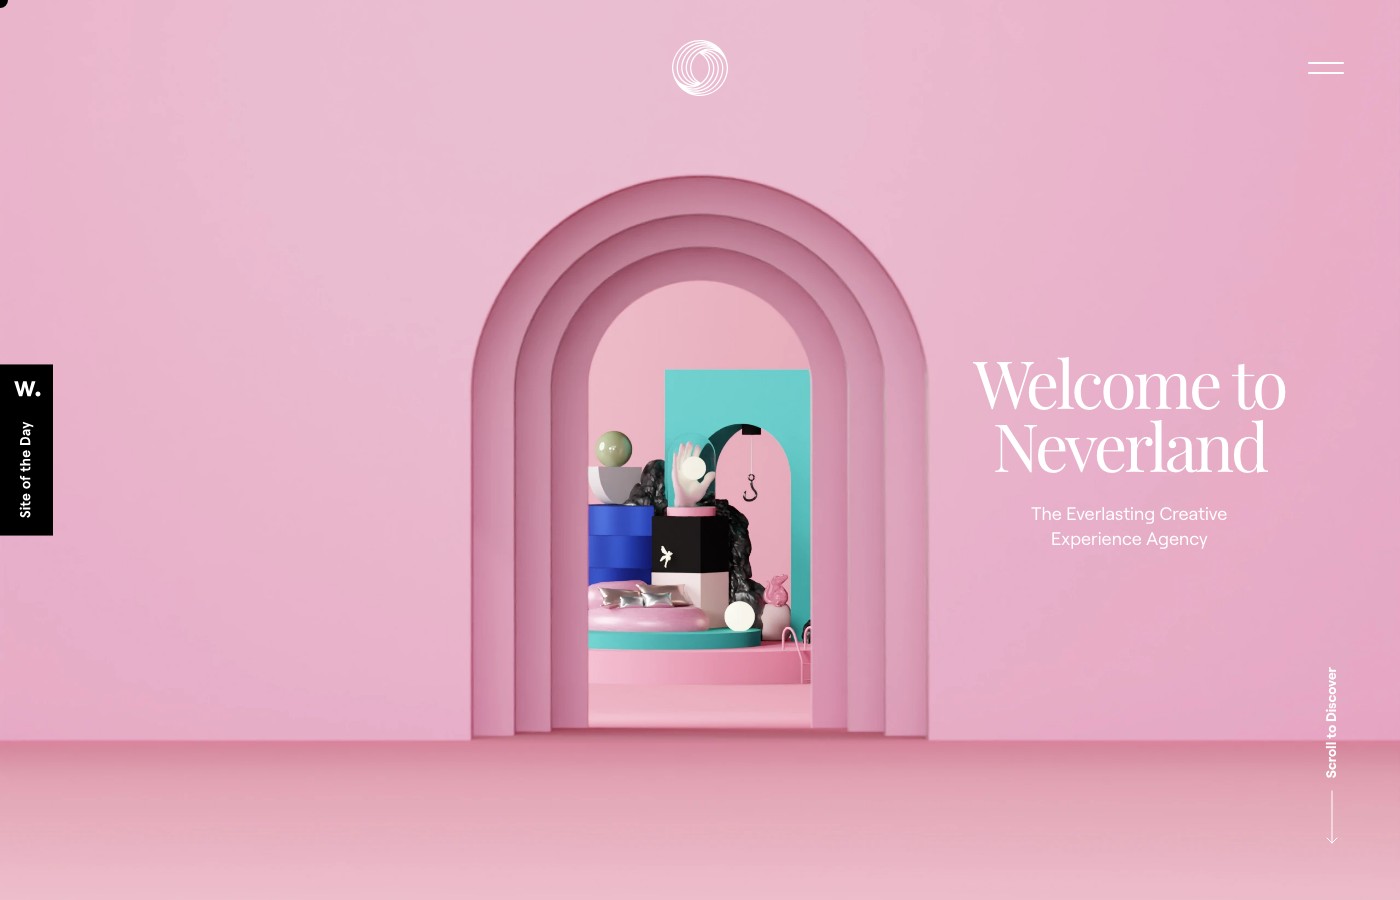 W.
Site of the Day
Welcome to
Neverland
The Everlasting Creative
Experience Agency
Scroll to Discover